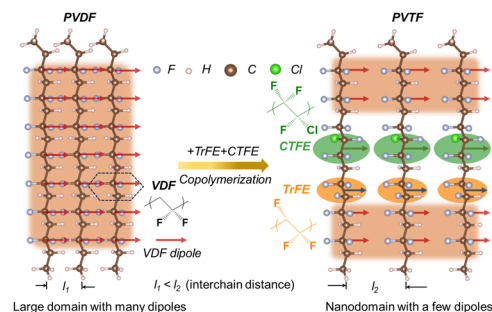 PVDF
PVTF
F H C Cl
F
F
F
Cl
CTFE
+TrFE+CTFE
Copolymerization
VDF
F F
VDF dipole
TrFE
F
F
F
l1
l1 < l2 (interchain distance)
l2
Large domain with many dipoles
Nanodomain with a few dipoles